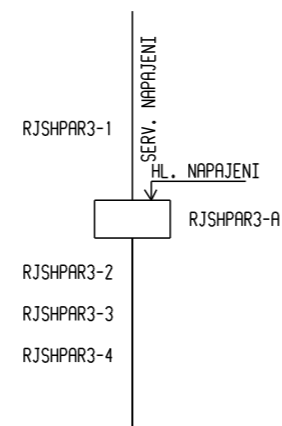 SERV. NAPAJENI
RJSHPAR3-1
HL. NAPAJENI
RJSHPAR3-A
RJSHPAR3-2
RJSHPAR3-3
RJSHPAR3-4